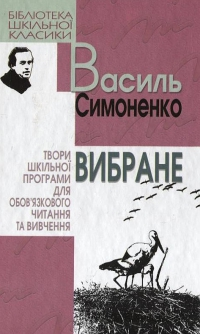 БІБЛІОТЕКА
ШКІЛЬНОЇ
КЛАСИКИ
ВАСИЛЬ
СИМОНЕНКО
ВИБРАНЕ
ТВОРИ
ШКІЛЬНОЇ
ПРОГРАМИ
ДЛЯ
ОБОВ'ЯЗКОВОГО
ЧИТАННЯ
ТА ВИВЧЕННЯ